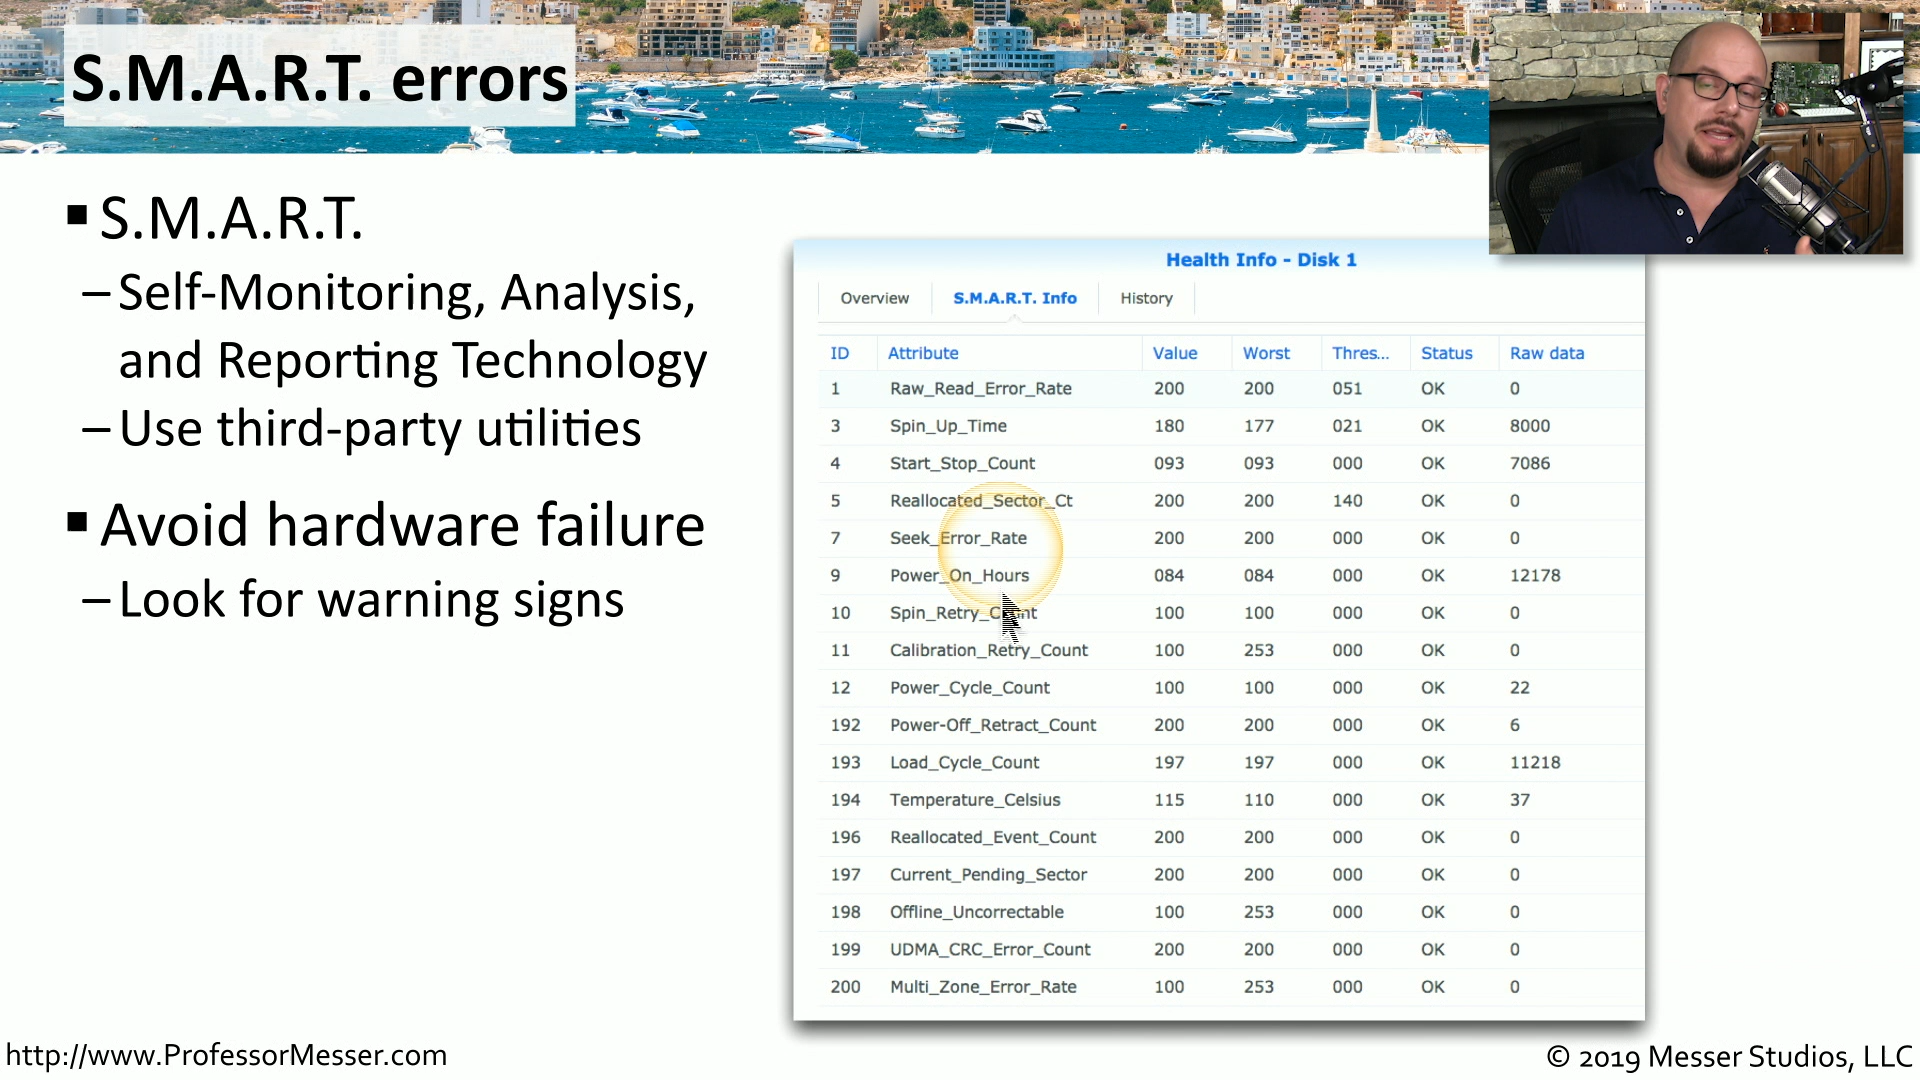 S.M.A.R.T. errors
▪ S.M.A.R.T.
– Self-Monitoring, Analysis,
and Reporting Technology
– Use third-party utilities
▪ Avoid hardware failure
– Look for warning signs
Health Info - Disk 1
Overview S.M.A.R.T. Info History
ID Attribute Value Worst Thres... Status Raw data
1 Raw_Read_Error_Rate 200 200 051 OK 0
3 Spin_Up_Time 180 177 021 OK 8000
4 Start_Stop_Count 093 093 000 OK 7086
5 Reallocated_Sector_Ct 200 200 140 OK 0
7 Seek_Error_Rate 200 200 000 OK 0
9 Power_On_Hours 084 084 000 OK 12178
10 Spin_Retry_Count 100 100 000 OK 0
11 Calibration_Retry_Count 100 253 000 OK 0
12 Power_Cycle_Count 100 100 000 OK 22
192 Power-Off_Retract_Count 200 200 000 OK 6
193 Load_Cycle_Count 197 197 000 OK 11218
194 Temperature_Celsius 115 110 000 OK 37
196 Reallocated_Event_Count 200 200 000 OK 0
197 Current_Pending_Sector 200 200 000 OK 0
198 Offline_Uncorrectable 100 253 000 OK 0
199 UDMA_CRC_Error_Count 200 200 000 OK 0
200 Multi_Zone_Error_Rate 100 253 000 OK 0
http://www.ProfessorMesser.com
© 2019 Messer Studios, LLC